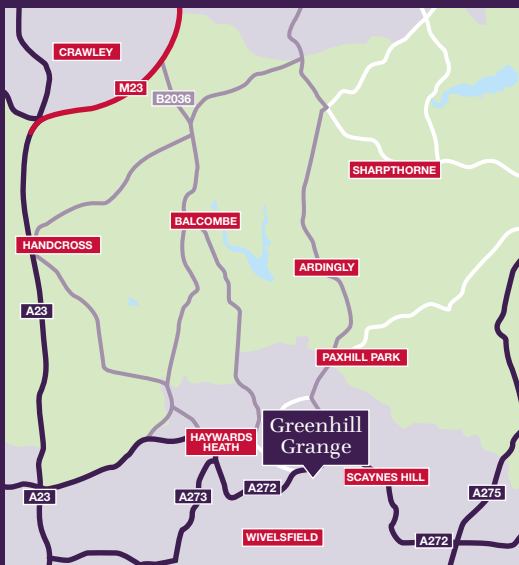 CRAWLEY
M23
B2036
SHARPTHORNE
BALCOMBE
HANDCROSS
ARDINGLY
A23
PAXHILL PARK
Greenhill
Grange
HAYWARDS
HEATH
SCAYNES HILL
A272
A23
A273
A275
WIVELSFIELD
A272